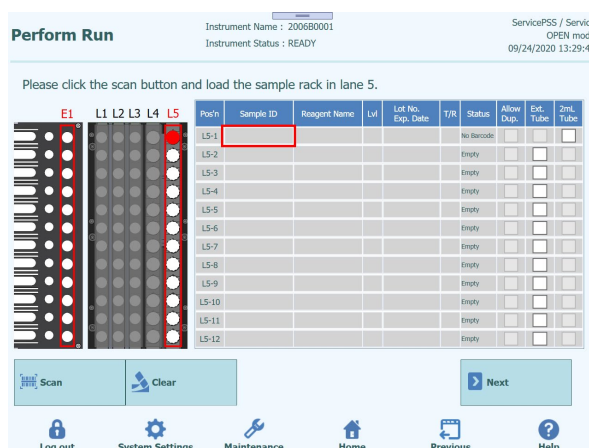 Perform Run
Instrument Name : 2006B0001
Instrument Status : READY
ServicePSS / Servic
OPEN mod
09/24/2020 13:29:4
Please click the scan button and load the sample rack in lane 5.
E1 L1 L2 L3 L4 L5
Pos'n Sample ID Reagent Name Lvl Lot No. Exp. Date T/R Status Allow Dup. Ext. Tube 2mL Tube
L5-1 No Barcode
L5-2 Empty
L5-3 Empty
L5-4 Empty
L5-5 Empty
L5-6 Empty
L5-7 Empty
L5-8 Empty
L5-9 Empty
L5-10 Empty
L5-11 Empty
L5-12 Empty
Scan Clear Next
Log out System Settings Maintenance Home Previous Help